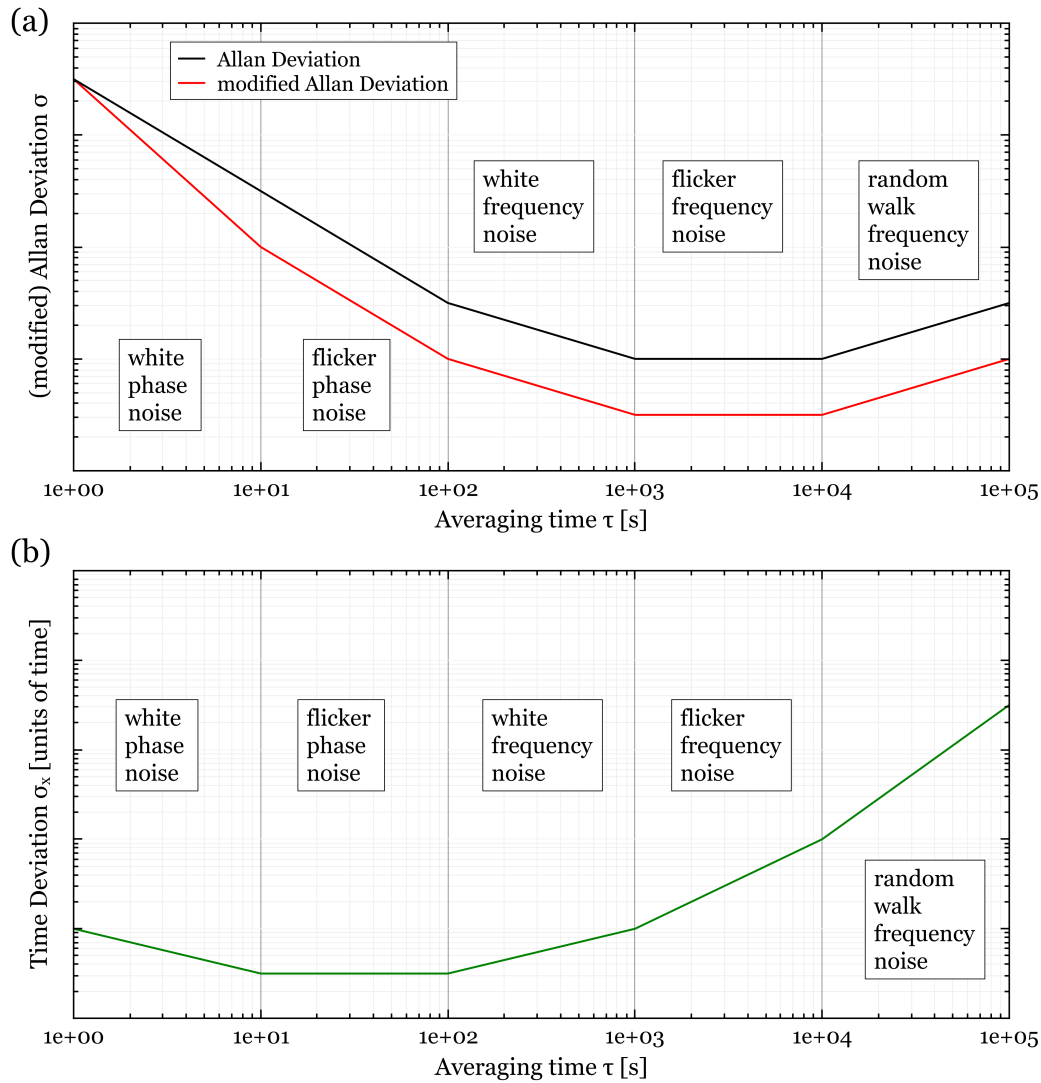 (a)
Allan Deviation
modified Allan Deviation
(modified) Allan Deviation σ
white
frequency
noise
flicker
frequency
noise
random
walk
frequency
noise
white
phase
noise
flicker
phase
noise
1e+00 1e+01 1e+02 1e+03 1e+04 1e+05
Averaging time τ [s]
(b)
Time Deviation σₓ [units of time]
white
phase
noise
flicker
phase
noise
white
frequency
noise
flicker
frequency
noise
random
walk
frequency
noise
1e+00 1e+01 1e+02 1e+03 1e+04 1e+05
Averaging time τ [s]